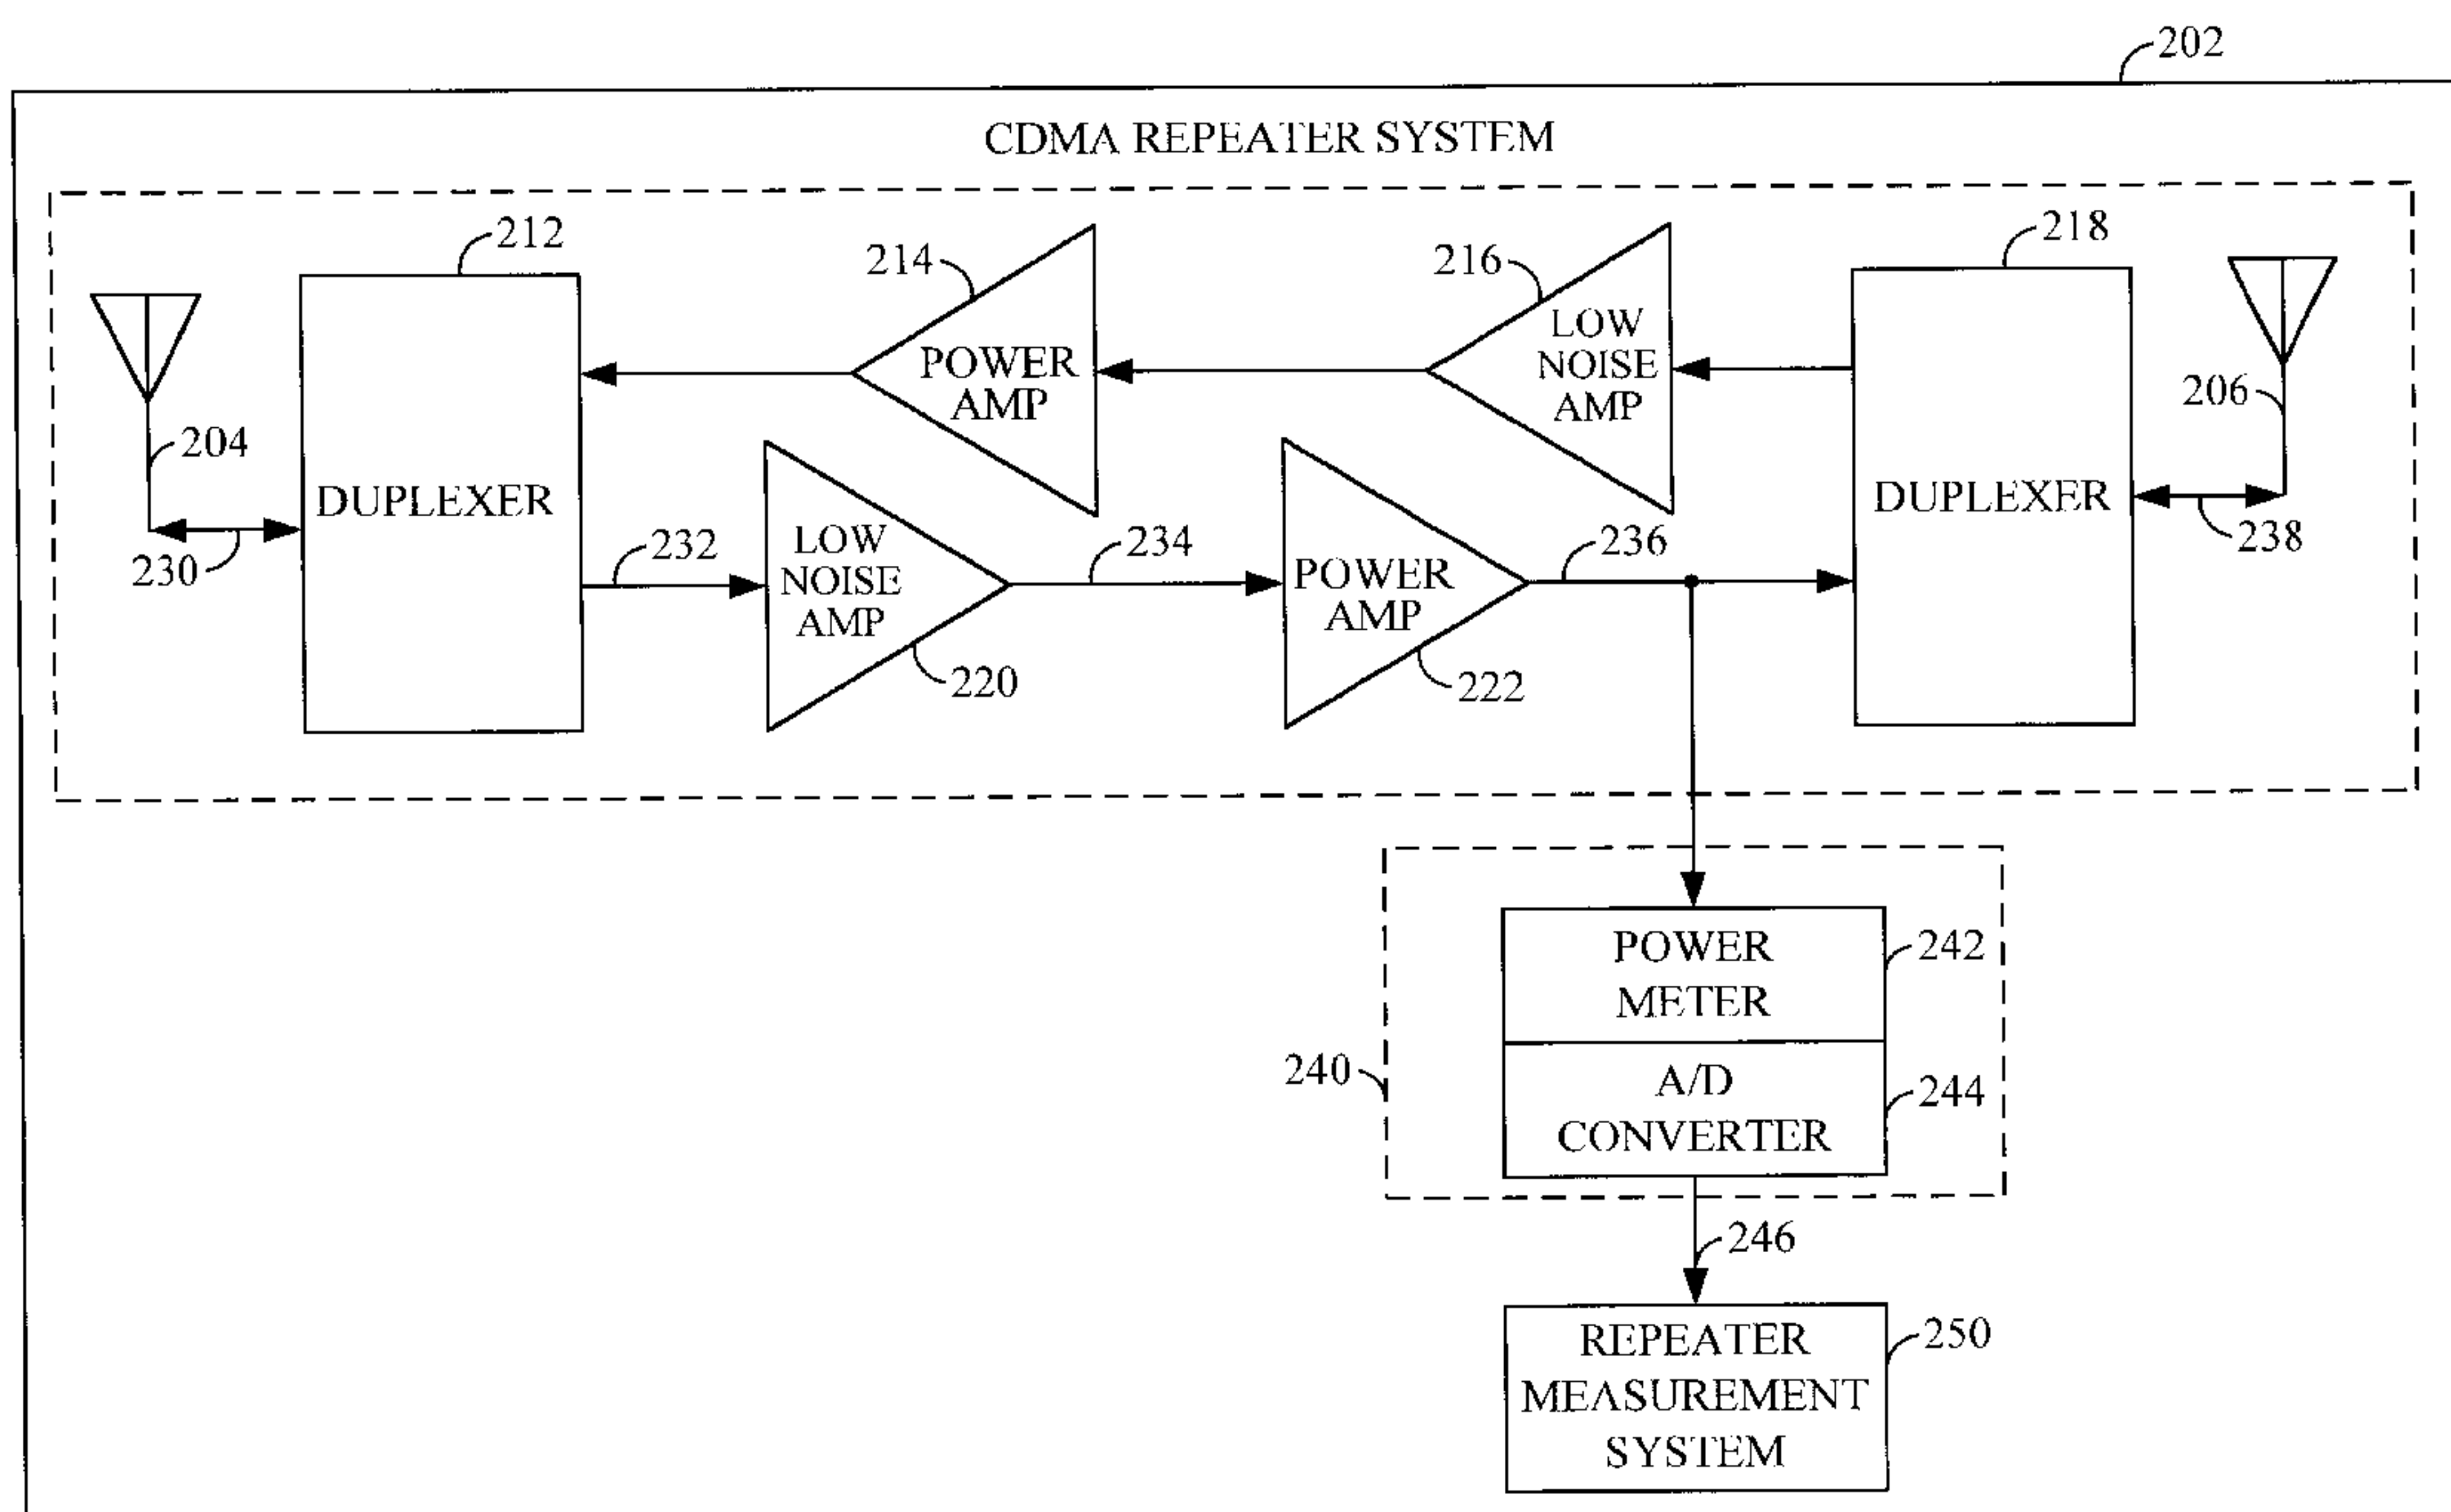 202
CDMA REPEATER SYSTEM
212
214
216
218
LOW
NOISE
AMP
POWER
AMP
206
204
DUPLEXER
DUPLEXER
230
232
LOW
NOISE
AMP
234
POWER
AMP
236
238
220
222
POWER
METER
242
240
A/D
CONVERTER
244
246
REPEATER
MEASUREMENT
SYSTEM
250